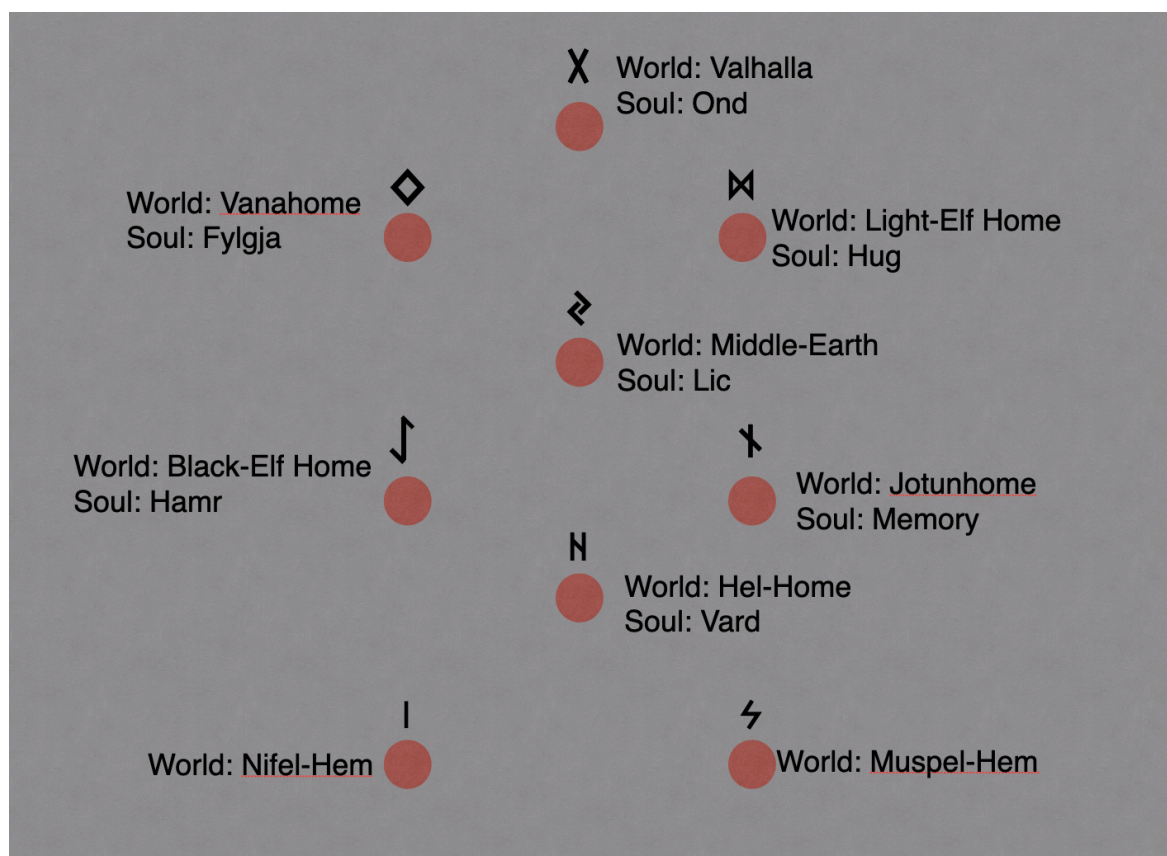 ᚷ
World: Valhalla
Soul: Ond
ᛜ
World: Vanahome
Soul: Fylgja
ᛞ
World: Light-Elf Home
Soul: Hug
ᛃ
World: Middle-Earth
Soul: Lic
ᛇ
World: Black-Elf Home
Soul: Hamr
ᚾ
World: Jotunhome
Soul: Memory
ᚺ
World: Hel-Home
Soul: Vard
ᛁ
World: Nifel-Hem
ᛋ
World: Muspel-Hem